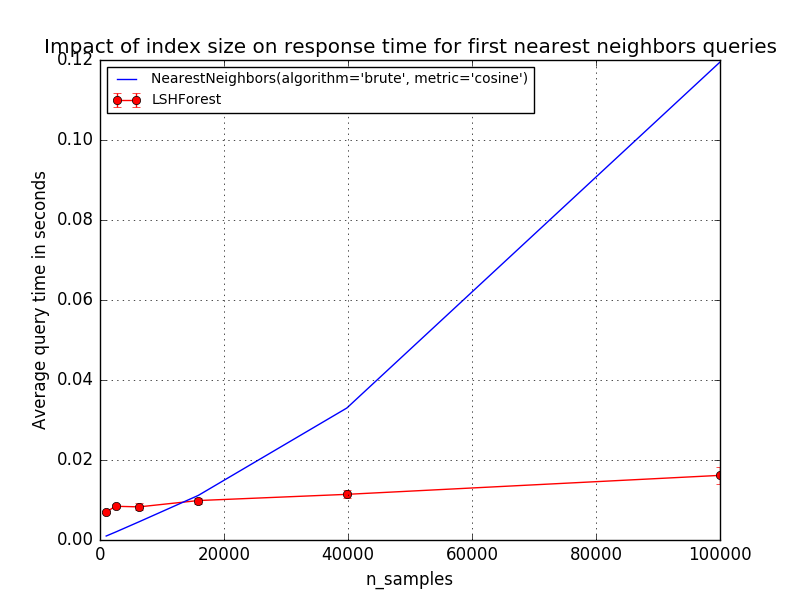 Impact of index size on response time for first nearest neighbors queries
NearestNeighbors(algorithm='brute', metric='cosine')
LSHForest
0.12
0.10
0.08
0.06
0.04
0.02
0.00
Average query time in seconds
0 20000 40000 60000 80000 100000
n_samples